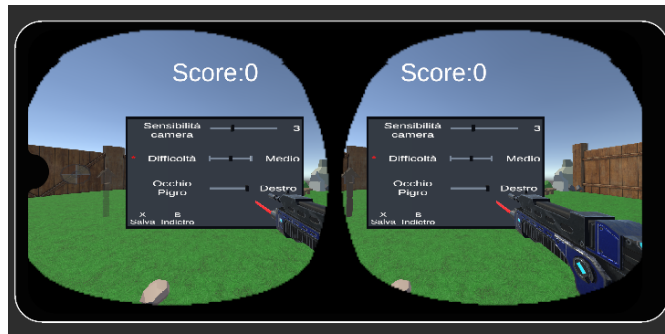 Score:0
Sensibilità
camera
3
Difficoltà
Medio
Occhio
Pigro
Destro
X
Salva
B
Indietro
Score:0
Sensibilità
camera
3
Difficoltà
Medio
Occhio
Pigro
Destro
X
Salva
B
Indietro